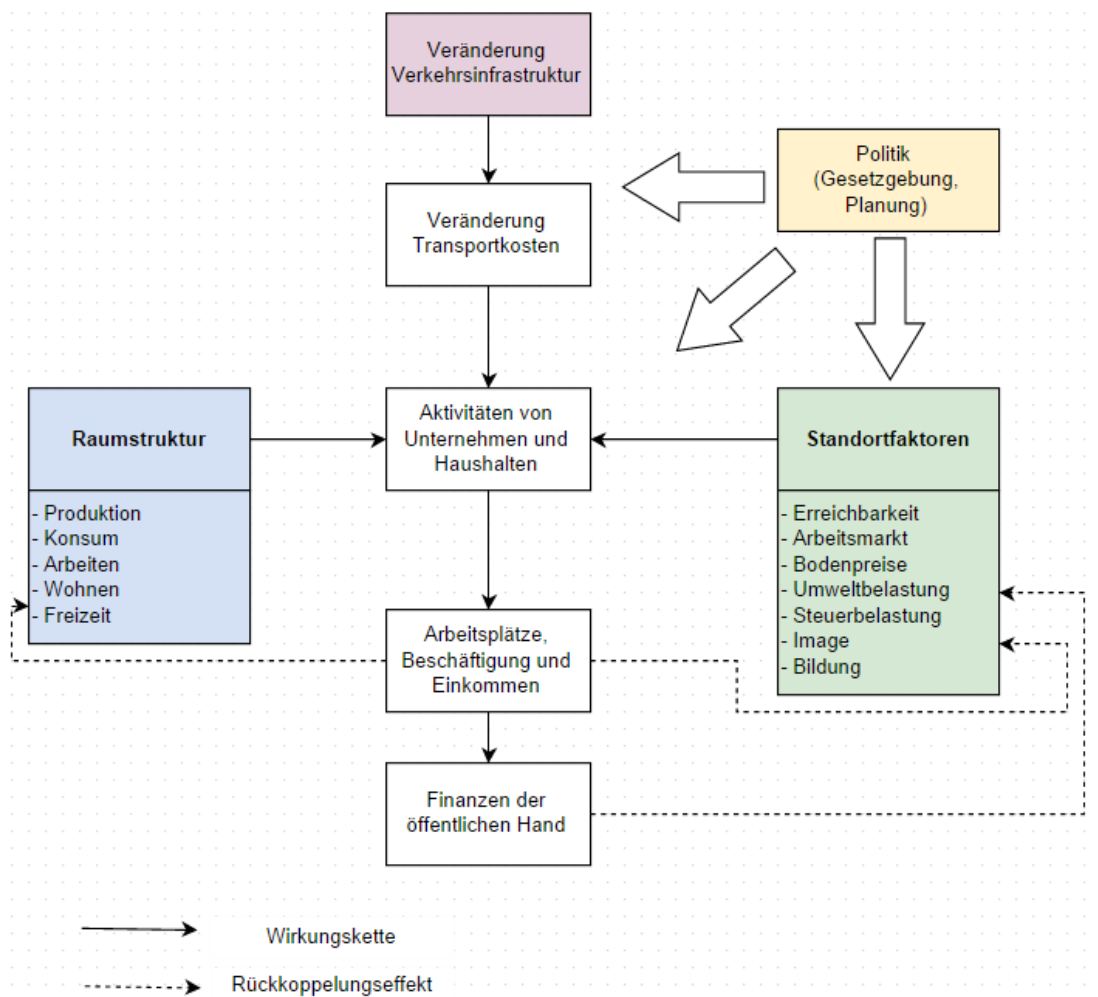 Veränderung
Verkehrsinfrastruktur
Politik
(Gesetzgebung,
Planung)
Veränderung
Transportkosten
Raumstruktur
- Produktion
- Konsum
- Arbeiten
- Wohnen
- Freizeit
Aktivitäten von
Unternehmen und
Haushalten
Standortfaktoren
- Erreichbarkeit
- Arbeitsmarkt
- Bodenpreise
- Umweltbelastung
- Steuerbelastung
- Image
- Bildung
Arbeitsplätze,
Beschäftigung und
Einkommen
Finanzen der
öffentlichen Hand
Wirkungskette
Rückkoppelungseffekt